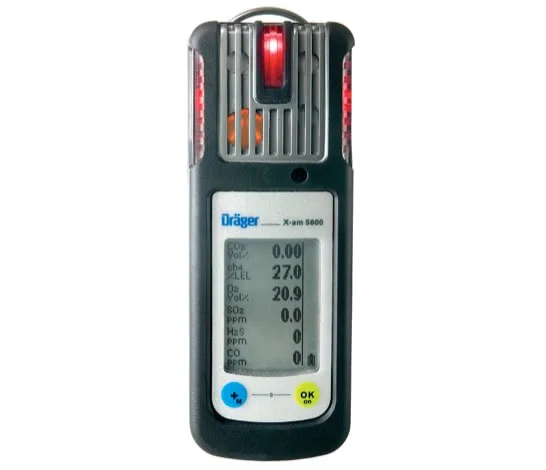 Dräger X-am 5600
CO2 Vol% 0.00
ch4 %LEL 27.0
O2 Vol% 20.9
SO2 ppm 0.0
H2S ppm 0
CO ppm 0
+M OK on